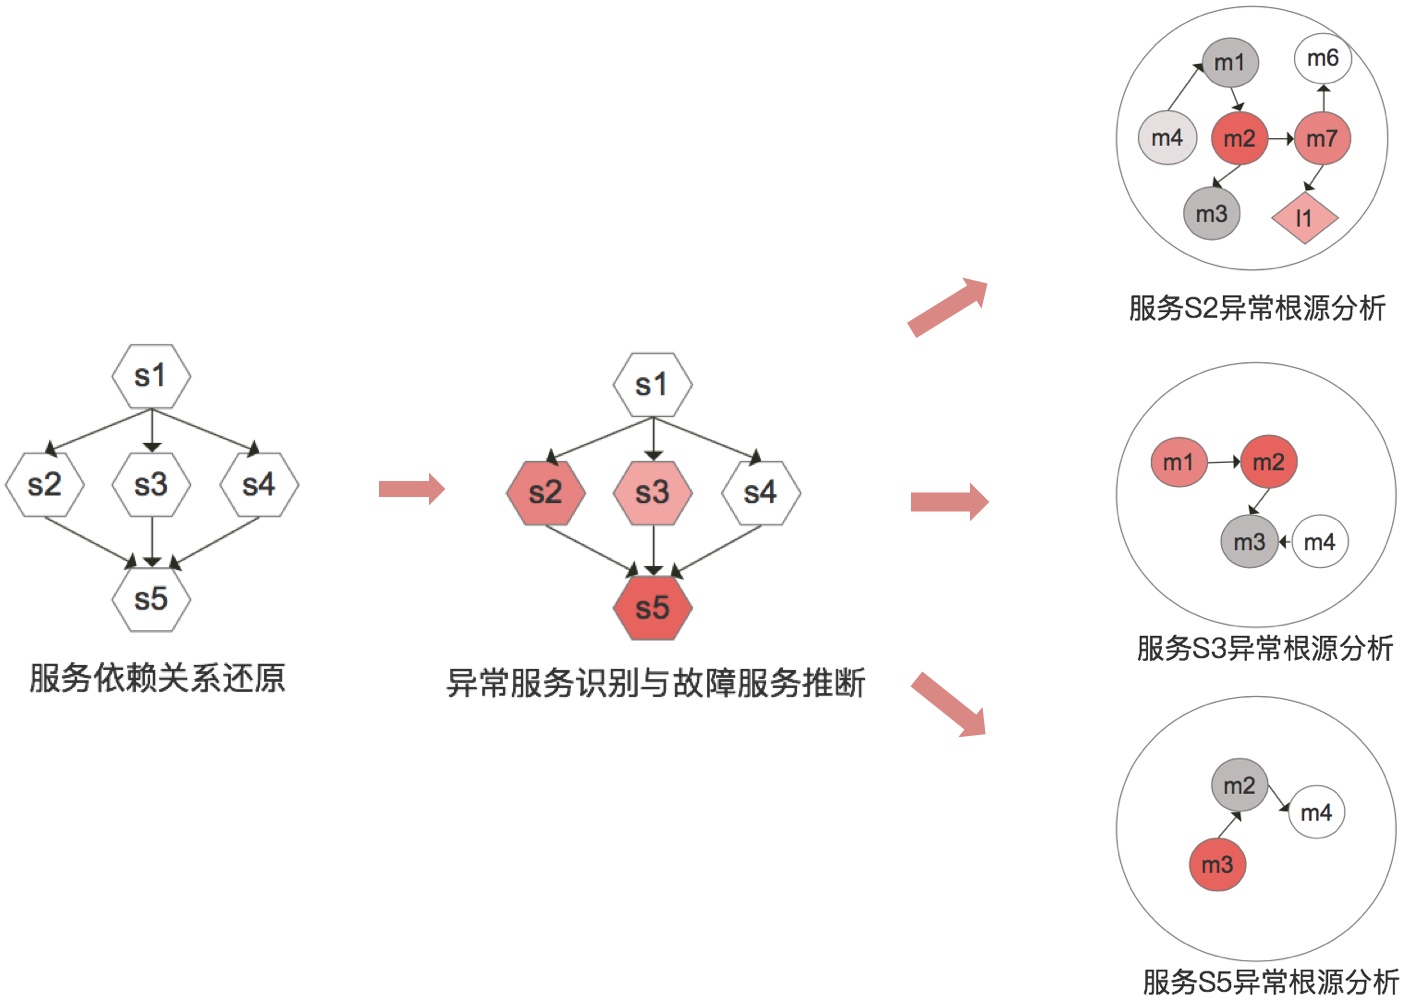 s1
s2
s3
s4
s5
服务依赖关系还原
s1
s2
s3
s4
s5
异常服务识别与故障服务推断
m1
m6
m4
m2
m7
m3
l1
服务S2异常根源分析
m1
m2
m3
m4
服务S3异常根源分析
m2
m4
m3
服务S5异常根源分析